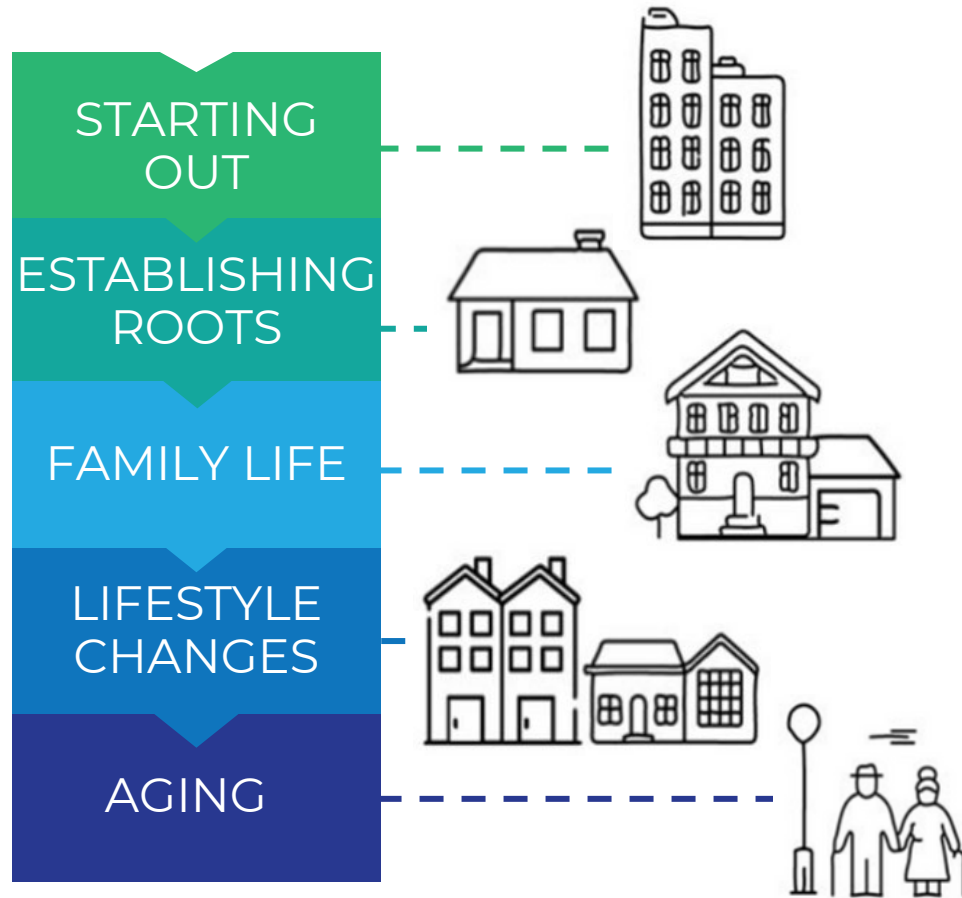 STARTING
OUT
ESTABLISHING
ROOTS
FAMILY LIFE
LIFESTYLE
CHANGES
AGING